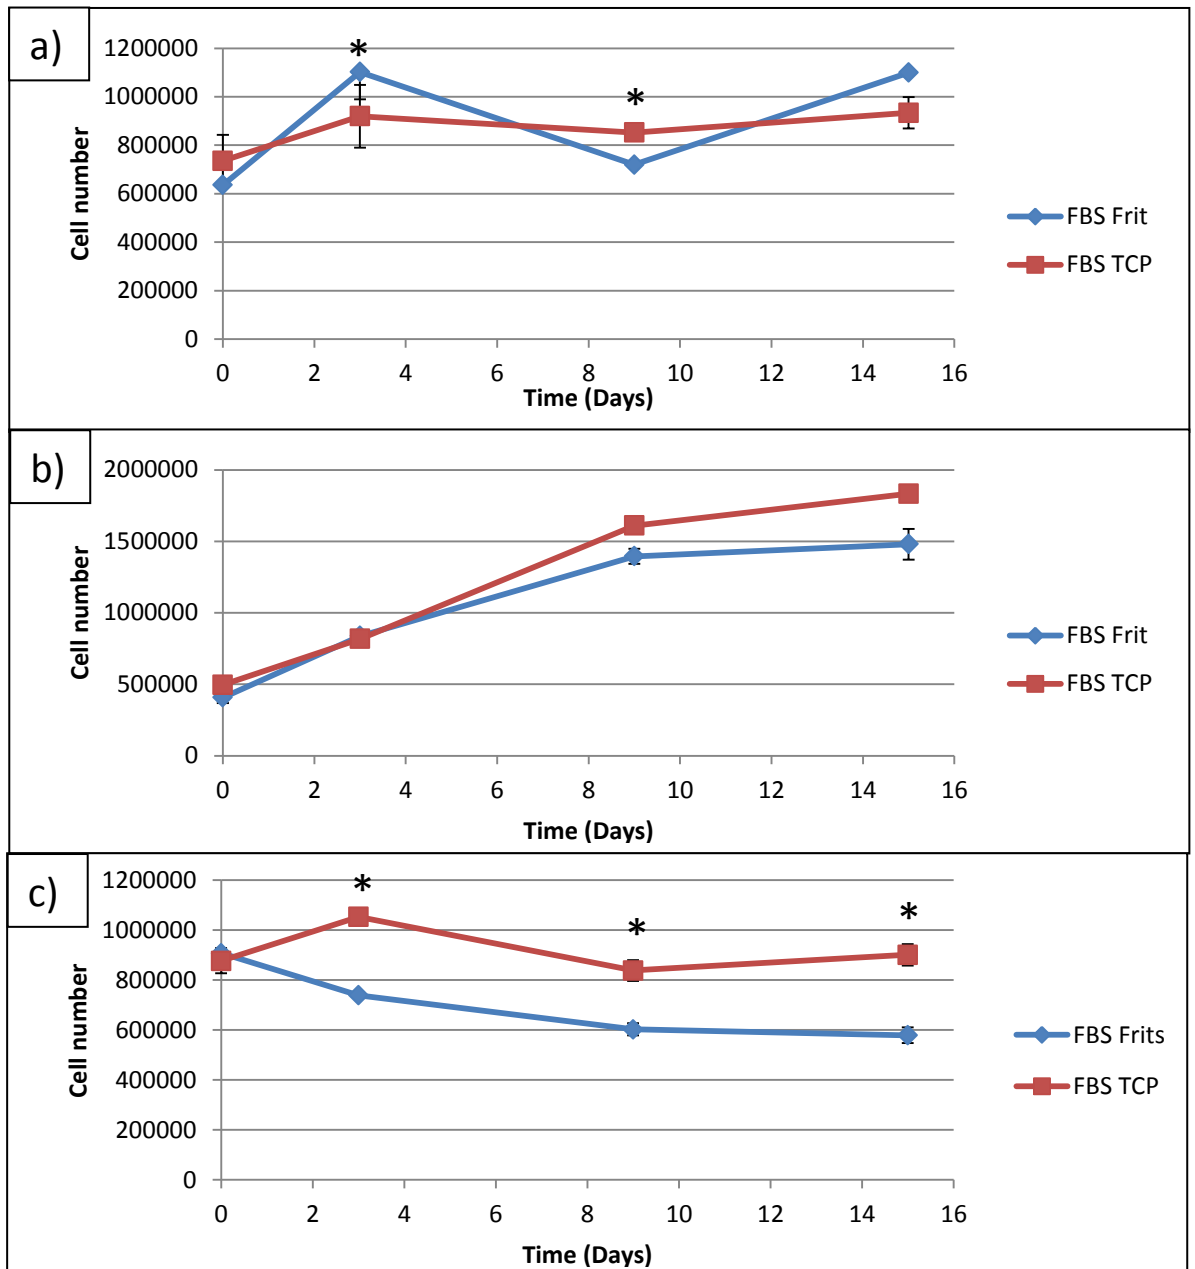 a)
1200000
1000000
800000
600000
400000
200000
0
Cell number
*
*
0 2 4 6 8 10 12 14 16
Time (Days)
FBS Frit
FBS TCP
b)
2000000
1500000
1000000
500000
0
Cell number
0 2 4 6 8 10 12 14 16
Time (Days)
FBS Frit
FBS TCP
c)
1200000
1000000
800000
600000
400000
200000
0
Cell number
*
*
*
0 2 4 6 8 10 12 14 16
Time (Days)
FBS Frits
FBS TCP